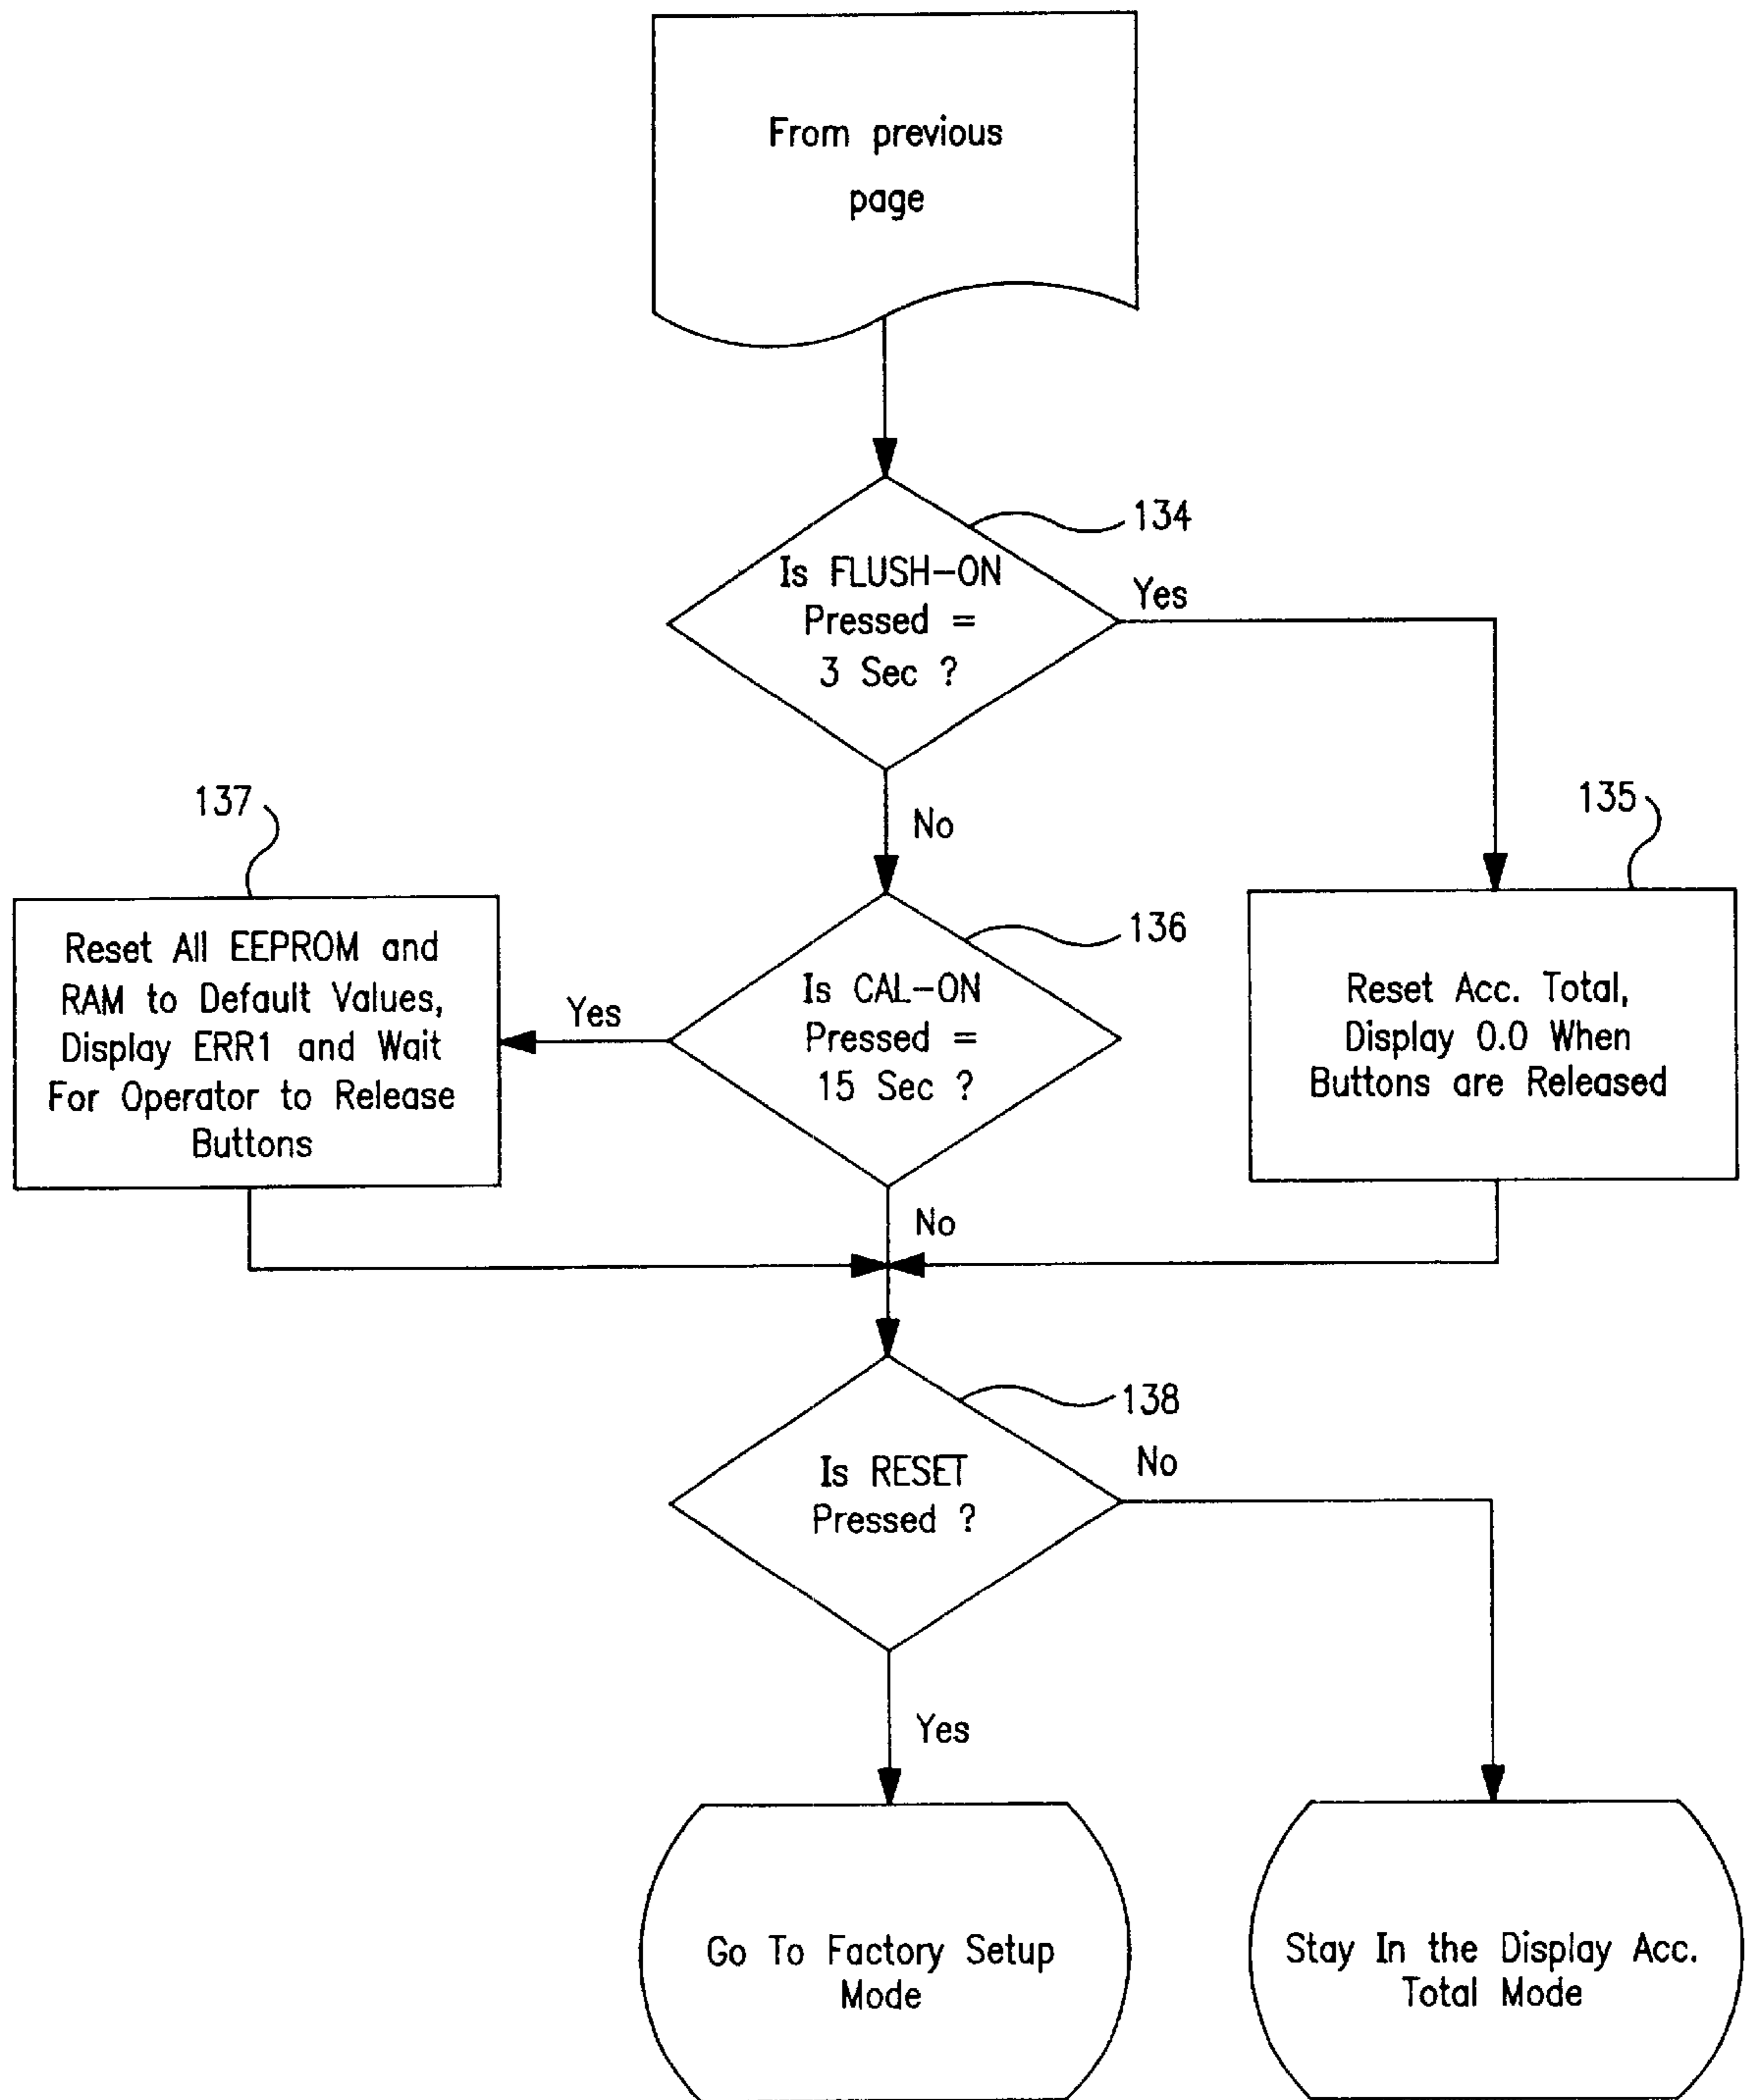 From previous
page
134
Is FLUSH-ON
Pressed =
3 Sec ?
Yes
No
137
135
136
Reset All EEPROM and
RAM to Default Values,
Display ERR1 and Wait
For Operator to Release
Buttons
Yes
Is CAL-ON
Pressed =
15 Sec ?
Reset Acc. Total,
Display 0.0 When
Buttons are Released
No
138
Is RESET
Pressed ?
No
Yes
Go To Factory Setup
Mode
Stay In the Display Acc.
Total Mode